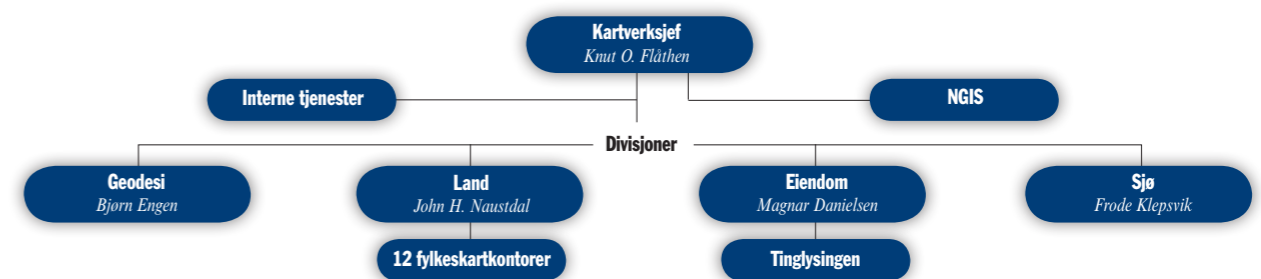 Kartverksjef
Knut O. Flåthen
Interne tjenester
NGIS
Divisjoner
Geodesi
Bjørn Engen
Land
John H. Naustdal
Eiendom
Magnar Danielsen
Sjø
Frode Klepsvik
12 fylkeskartkontorer
Tinglysingen